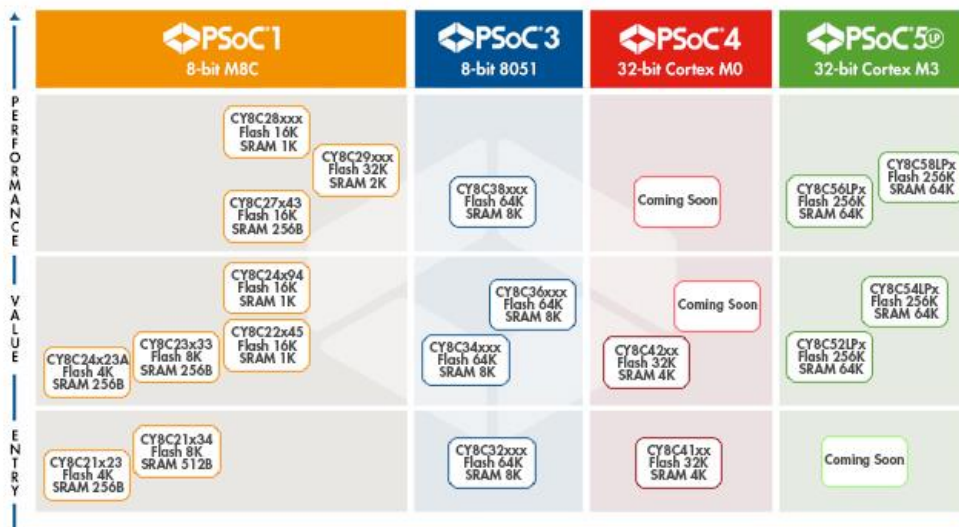 PSoC® 1
8-bit M8C
PSoC® 3
8-bit 8051
PSoC® 4
32-bit Cortex M0
PSoC® 5LP
32-bit Cortex M3
PERFORMANCE
CY8C28xxx
Flash 16K
SRAM 1K
CY8C29xxx
Flash 32K
SRAM 2K
CY8C27x43
Flash 16K
SRAM 256B
CY8C38xxx
Flash 64K
SRAM 8K
Coming Soon
CY8C56LPx
Flash 256K
SRAM 64K
CY8C58LPx
Flash 256K
SRAM 64K
VALUE
CY8C24x23A
Flash 4K
SRAM 256B
CY8C23x33
Flash 8K
SRAM 256B
CY8C24x94
Flash 16K
SRAM 1K
CY8C22x45
Flash 16K
SRAM 1K
CY8C34xxx
Flash 64K
SRAM 8K
CY8C36xxx
Flash 64K
SRAM 8K
CY8C42xx
Flash 32K
SRAM 4K
Coming Soon
CY8C52LPx
Flash 256K
SRAM 64K
CY8C54LPx
Flash 256K
SRAM 64K
ENTRY
CY8C21x23
Flash 4K
SRAM 256B
CY8C21x34
Flash 8K
SRAM 512B
CY8C32xxx
Flash 64K
SRAM 8K
CY8C41xx
Flash 32K
SRAM 4K
Coming Soon